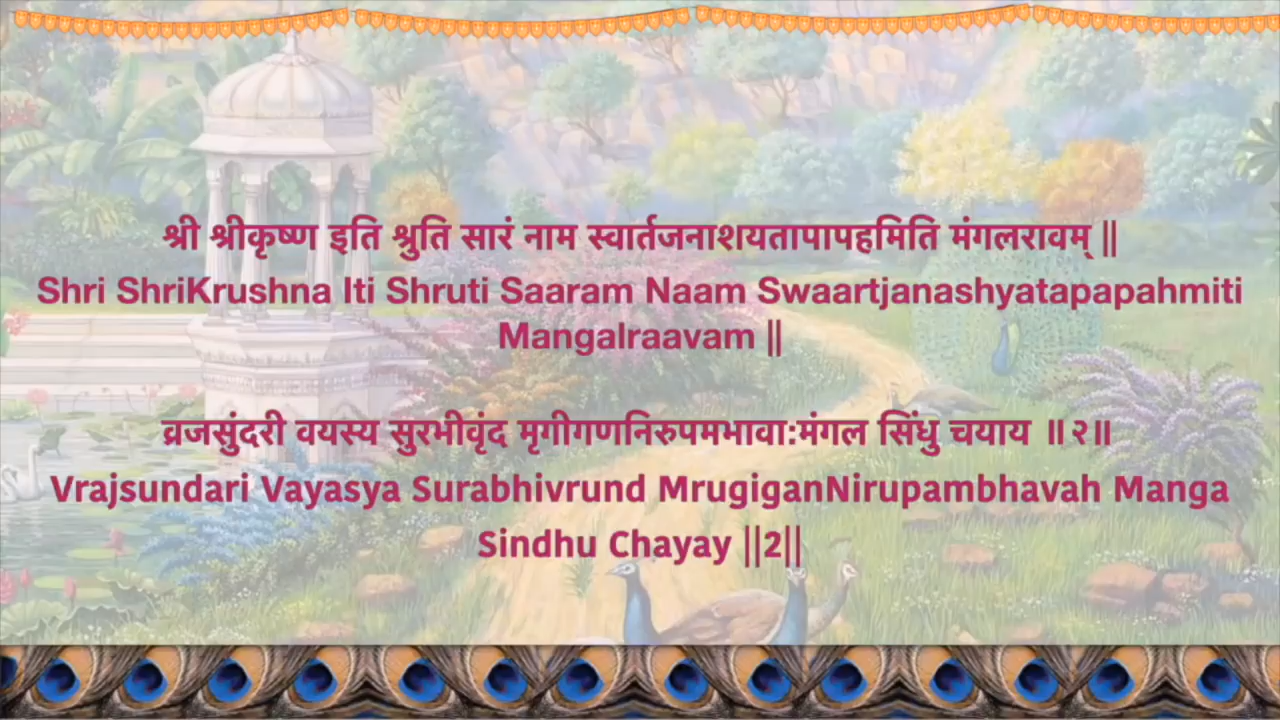 श्री श्रीकृष्ण इति श्रुति सारं नाम स्वार्तजनाशयतापापहमिति मंगलरावम् ||
Shri ShriKrushna Iti Shruti Saaram Naam Swaartjanashyatapapahmiti
Mangalraavam ||
व्रजसुंदरी वयस्य सुरभीवृंद मृगीगणनिरुपमभावाःमंगल सिंधु चयाय ॥२॥
Vrajsundari Vayasya Surabhivrund MrugiganNirupambhavah Manga
Sindhu Chayay ||2||